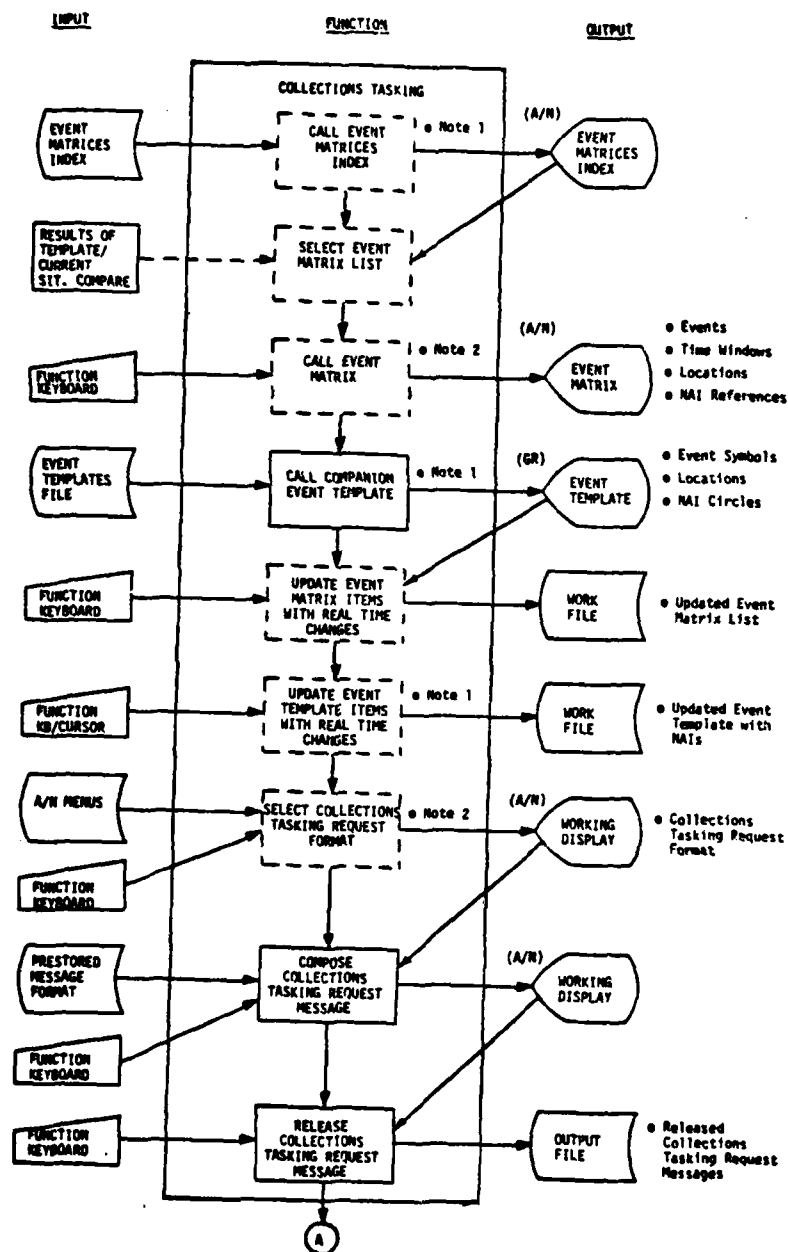 INPUT
FUNCTION
OUTPUT
COLLECTIONS TASKING
EVENT
MATRICES
INDEX
CALL EVENT
MATRICES
INDEX
● Note 1
(A/N)
EVENT
MATRICES
INDEX
RESULTS OF
TEMPLATE/
CURRENT
SIT. COMPARE
SELECT EVENT
MATRIX LIST
FUNCTION
KEYBOARD
CALL EVENT
MATRIX
● Note 2
(A/N)
EVENT
MATRIX
● Events
● Time Windows
● Locations
● NAI References
EVENT
TEMPLATES
FILE
CALL COMPANION
EVENT TEMPLATE
● Note 1
(GR)
EVENT
TEMPLATE
● Event Symbols
● Locations
● NAI Circles
FUNCTION
KEYBOARD
UPDATE EVENT
MATRIX ITEMS
WITH REAL TIME
CHANGES
WORK
FILE
● Updated Event
Matrix List
FUNCTION
KB/CURSOR
UPDATE EVENT
TEMPLATE ITEMS
WITH REAL TIME
CHANGES
● Note 1
WORK
FILE
● Updated Event
Template with
NAIs
A/N MENUS
FUNCTION
KEYBOARD
SELECT COLLECTIONS
TASKING REQUEST
FORMAT
● Note 2
(A/N)
WORKING
DISPLAY
● Collections
Tasking Request
Format
PRESTORED
MESSAGE
FORMAT
FUNCTION
KEYBOARD
COMPOSE
COLLECTIONS
TASKING REQUEST
MESSAGE
(A/N)
WORKING
DISPLAY
FUNCTION
KEYBOARD
RELEASE
COLLECTIONS
TASKING REQUEST
MESSAGE
OUTPUT
FILE
● Released
Collections
Tasking Request
Messages
A